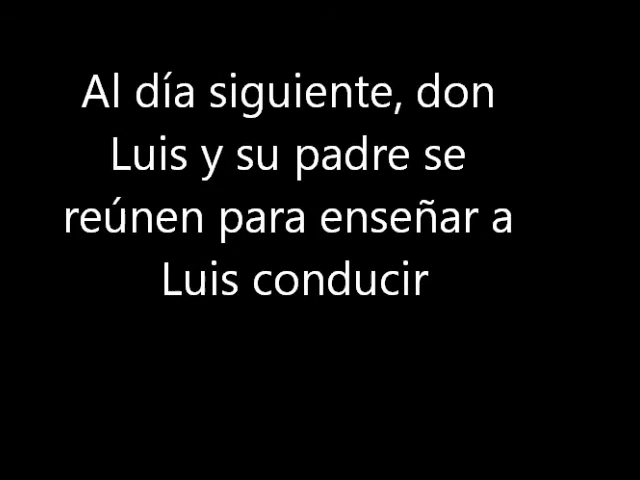 Al día siguiente, don
Luis y su padre se
reúnen para enseñar a
Luis conducir